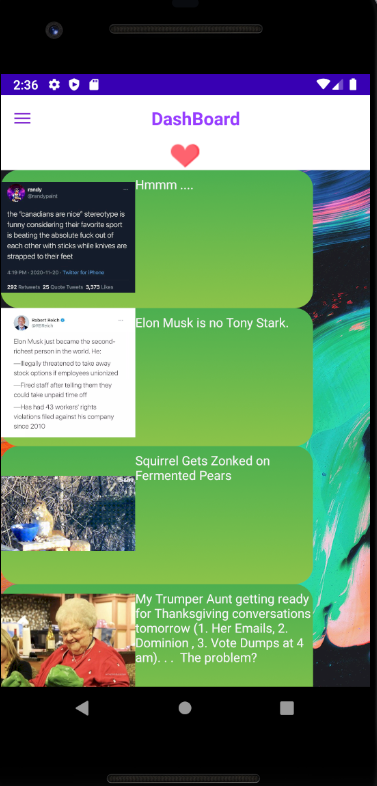 2:36
DashBoard
Hmmm ....
randy
@randypaint
the "canadians are nice" stereotype is
funny considering their favorite sport
is beating the absolute fuck out of
each other with sticks while knives are
strapped to their feet
4:19 PM · 2020-11-20 · Twitter for iPhone
292 Retweets 25 Quote Tweets 3,373 Likes
Elon Musk is no Tony Stark.
Robert Reich
@RBReich
Elon Musk just became the second-
richest person in the world. He:
—Illegally threatened to take away
stock options if employees unionized
—Fired staff after telling them they
could take unpaid time off
—Has had 43 workers' rights
violations filed against his company
since 2010
Squirrel Gets Zonked on
Fermented Pears
My Trumper Aunt getting ready
for Thanksgiving conversations
tomorrow (1. Her Emails, 2.
Dominion , 3. Vote Dumps at 4
am). . .  The problem?